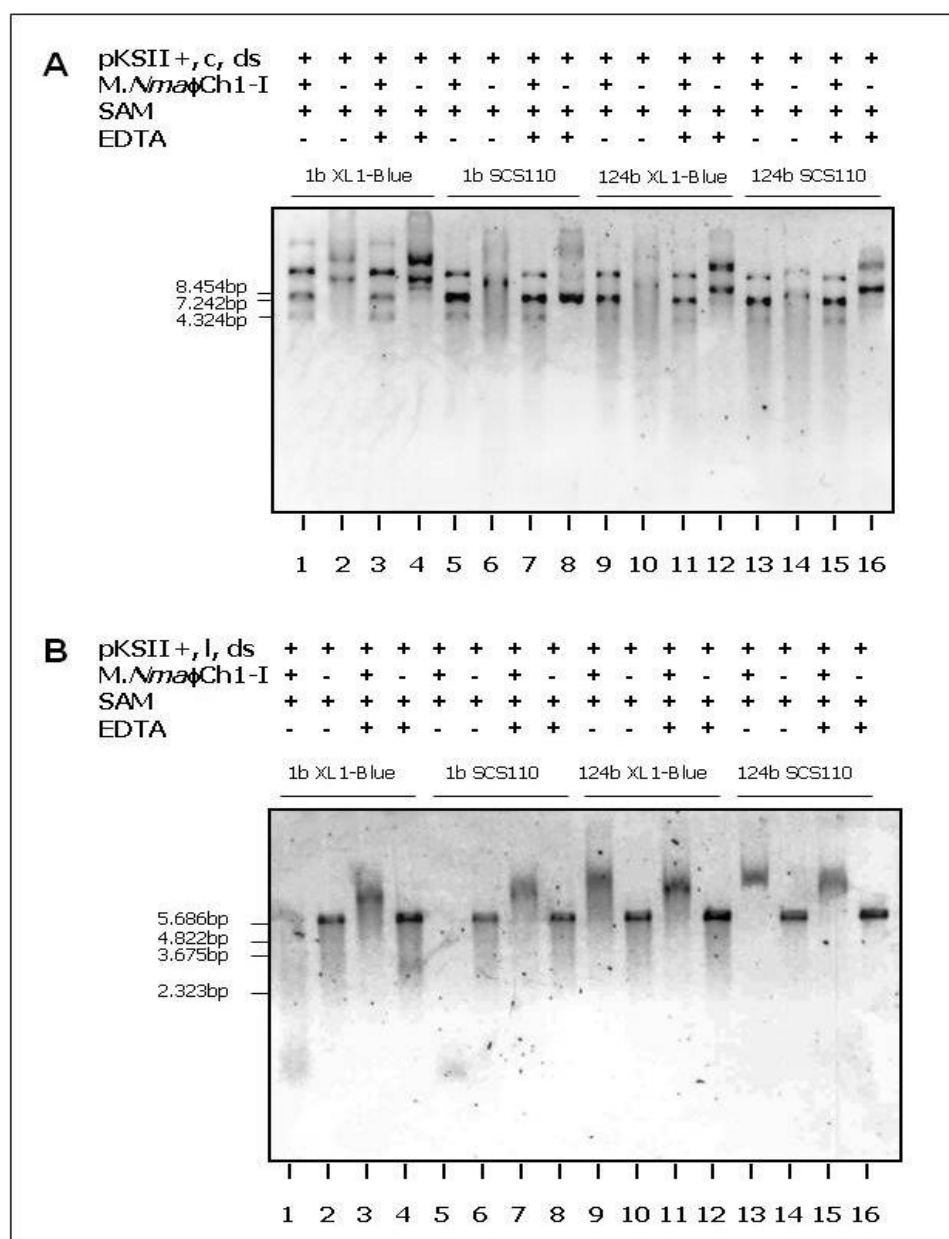 A pKSII+, c, ds + + + + + + + + + + + + + + + +
M.NmaϕCh1-I + - + - + - + - + - + - + - + -
SAM + + + + + + + + + + + + + + + +
EDTA - - + + - - + + - - + + - - + +
1b XL1-Blue 1b SCS110 124b XL1-Blue 124b SCS110
8.454bp
7.242bp
4.324bp
1 2 3 4 5 6 7 8 9 10 11 12 13 14 15 16
B pKSII+, l, ds + + + + + + + + + + + + + + + +
M.NmaϕCh1-I + - + - + - + - + - + - + - + -
SAM + + + + + + + + + + + + + + + +
EDTA - - + + - - + + - - + + - - + +
1b XL1-Blue 1b SCS110 124b XL1-Blue 124b SCS110
5.686bp
4.822bp
3.675bp
2.323bp
1 2 3 4 5 6 7 8 9 10 11 12 13 14 15 16